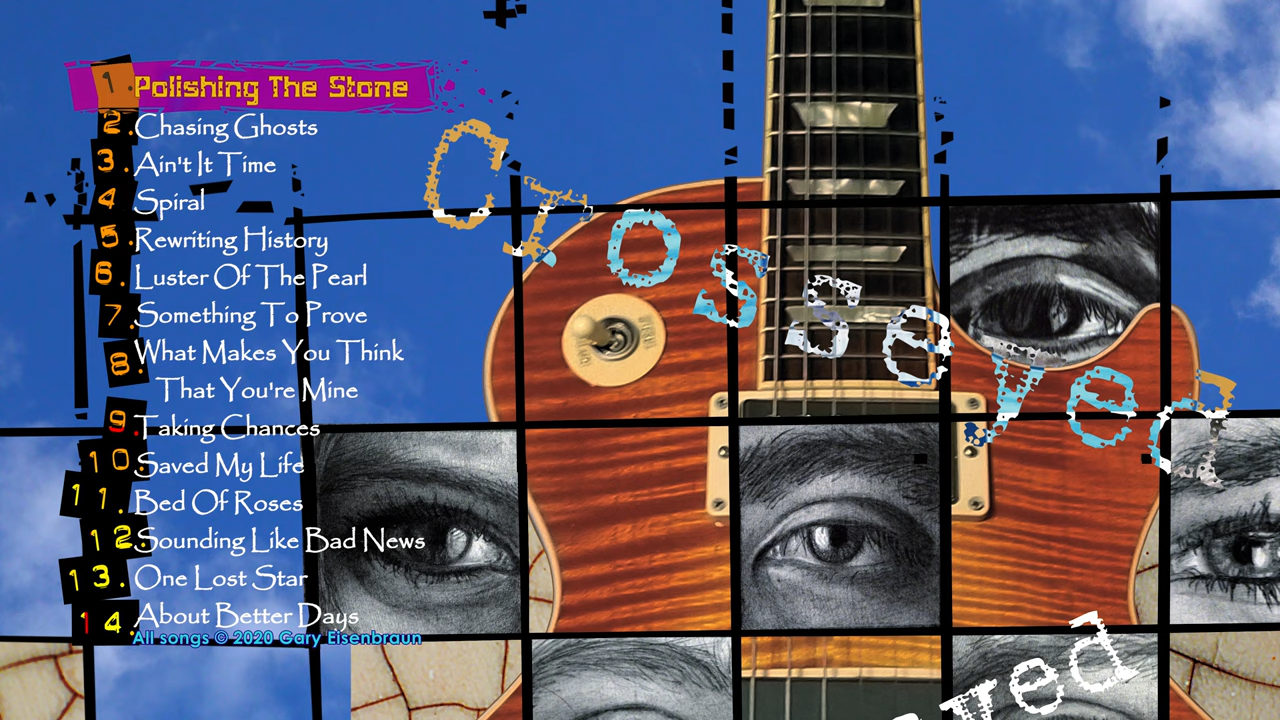 1. Polishing The Stone
2. Chasing Ghosts
3. Ain't It Time
4. Spiral
5. Rewriting History
6. Luster Of The Pearl
7. Something To Prove
8. What Makes You Think
That You're Mine
9. Taking Chances
10. Saved My Life
11. Bed Of Roses
12. Sounding Like Bad News
13. One Lost Star
14. About Better Days
All songs © 2020 Gary Eisenbraun
Cros Seyer